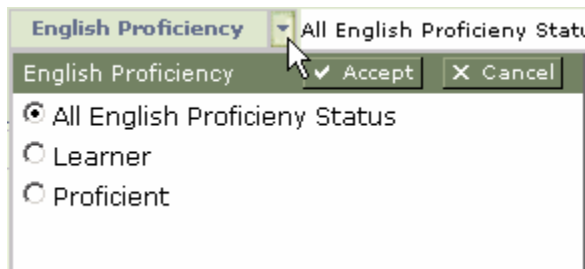 English Proficiency All English Proficieny Statu
English Proficiency Accept Cancel
All English Proficieny Status
Learner
Proficient